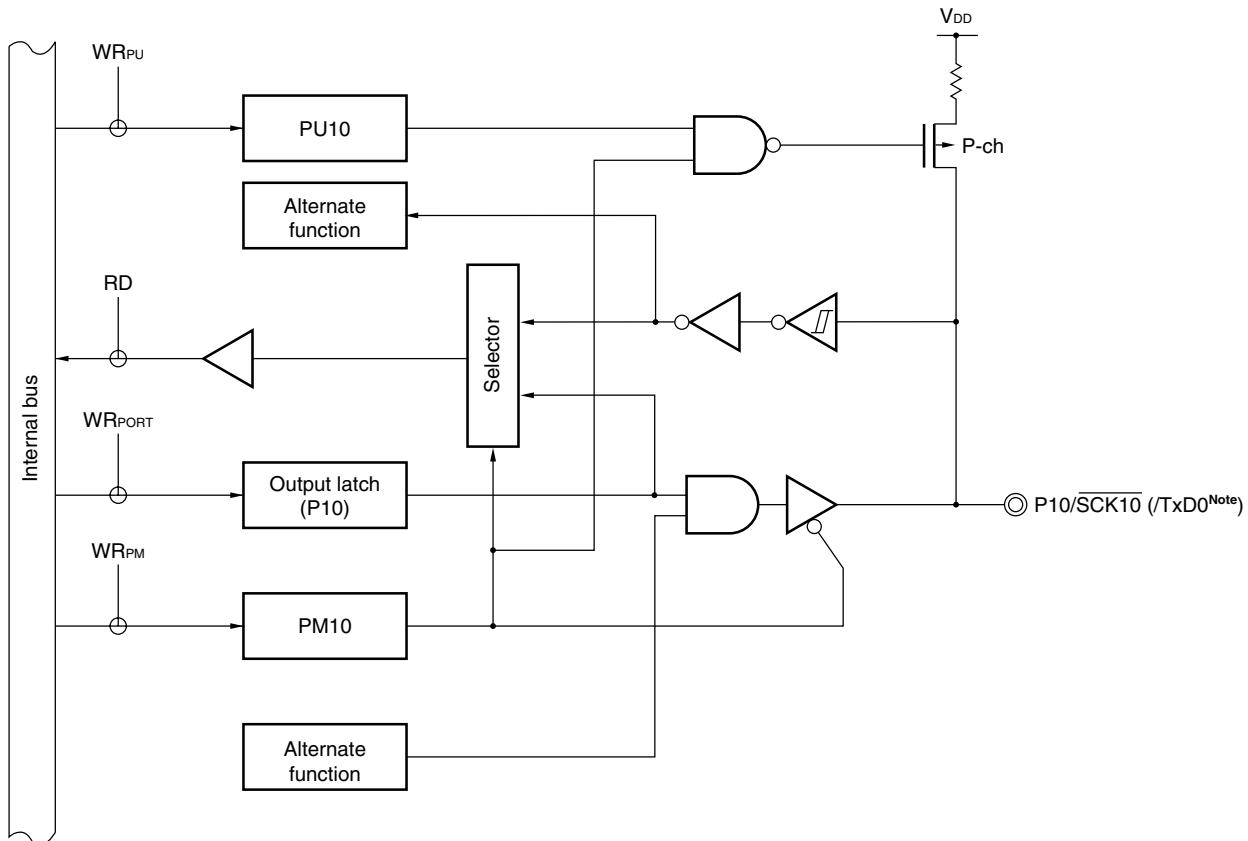 VDD
WRPU
PU10
P-ch
Alternate
function
RD
Selector
Internal bus
WRPORT
Output latch
(P10)
P10/SCK10 (/TxD0Note)
WRPM
PM10
Alternate
function